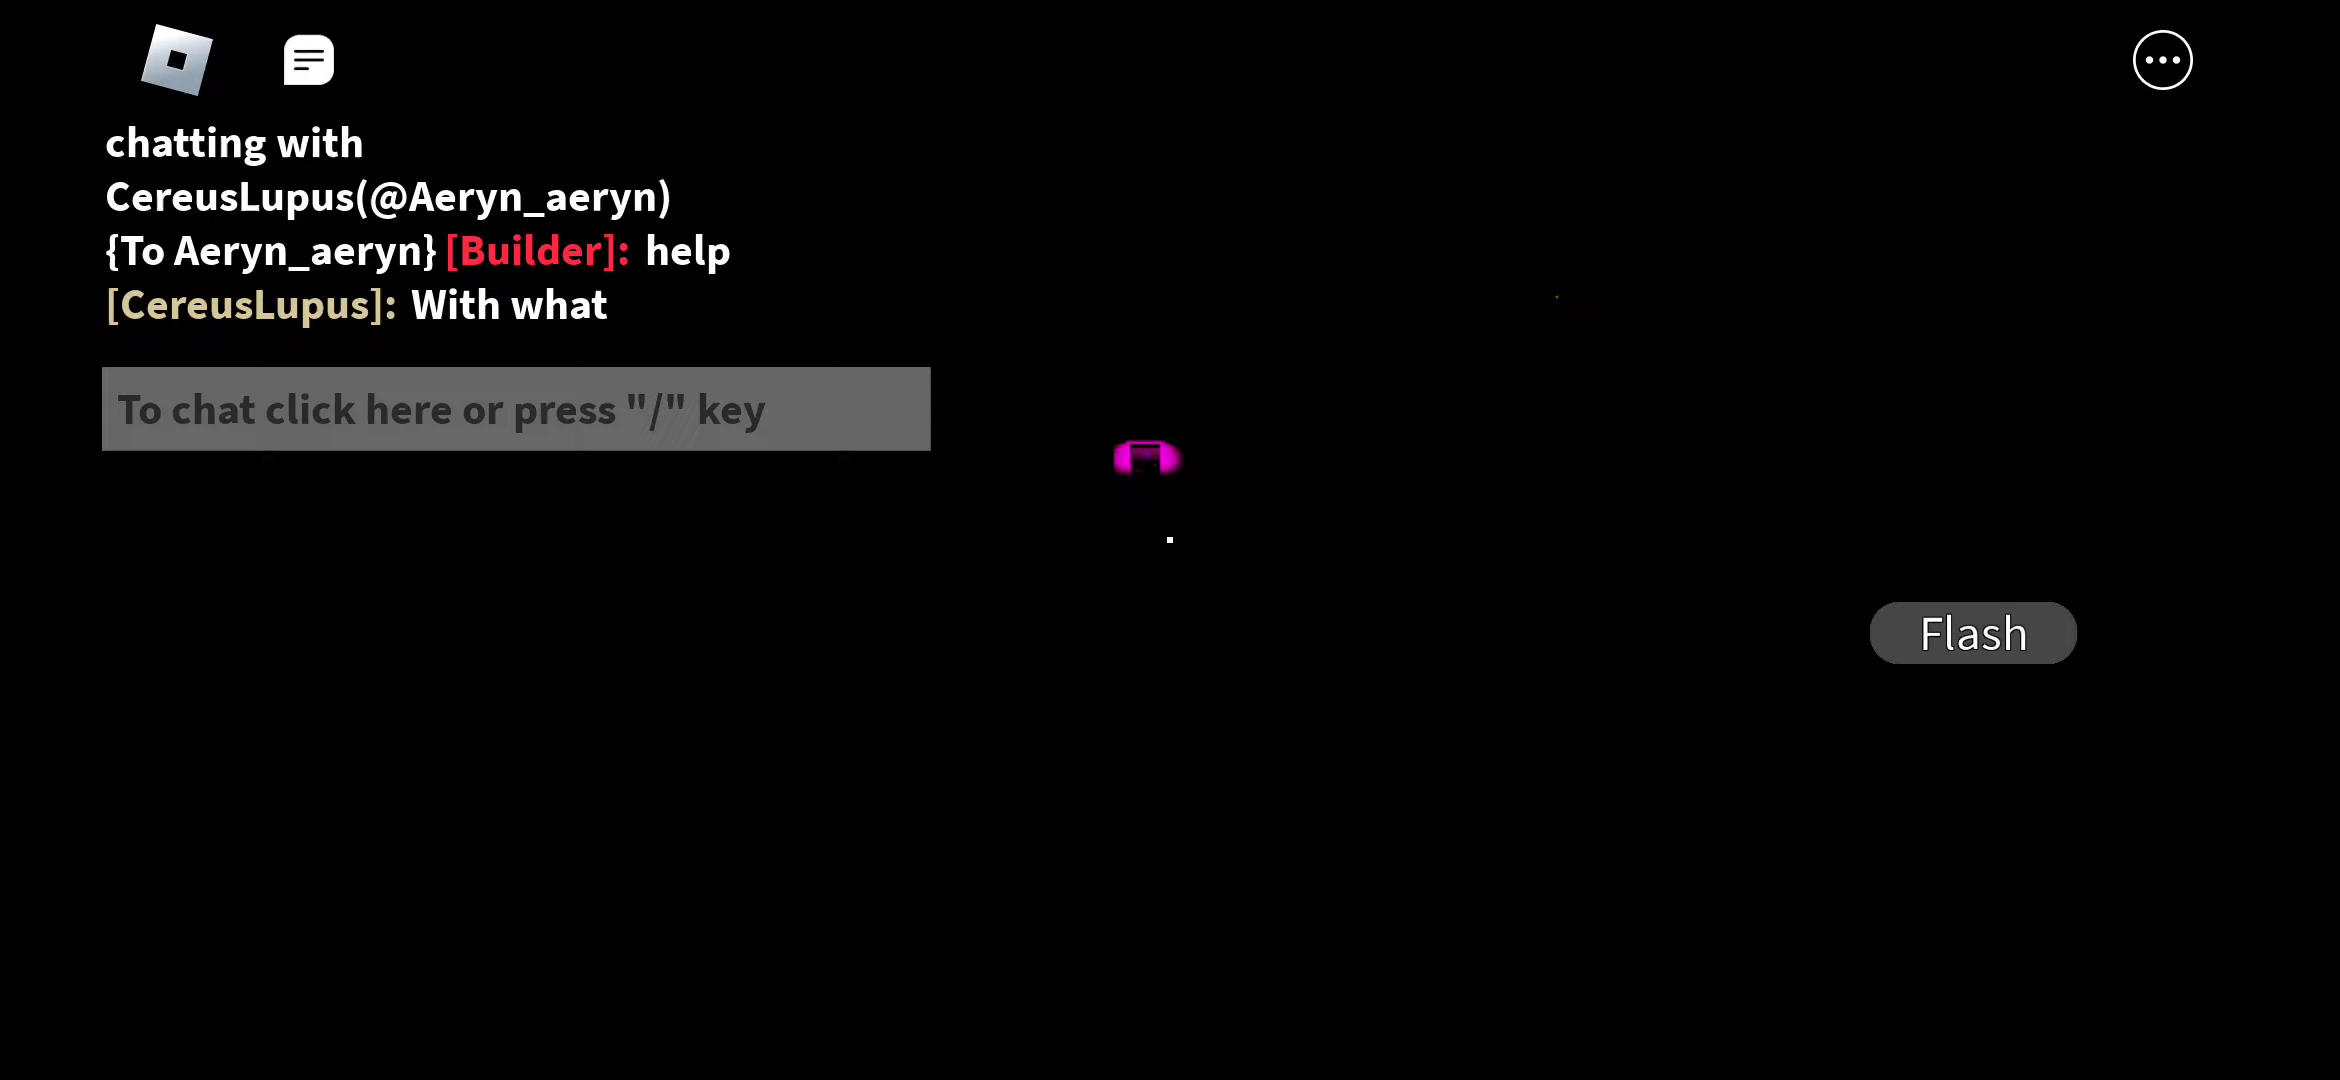 chatting with
CereusLupus(@Aeryn_aeryn)
{To Aeryn_aeryn} [Builder]: help
[CereusLupus]: With what
To chat click here or press "/" key
Flash